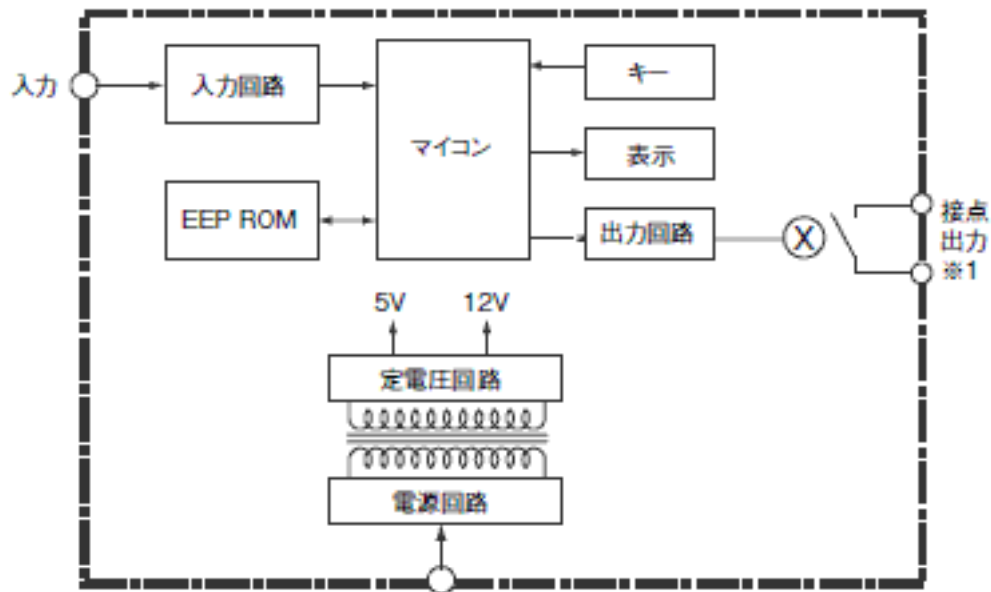 入力
入力回路
マイコン
キー
表示
EEP ROM
出力回路
X
接点
出力
※1
5V
12V
定電圧回路
電源回路